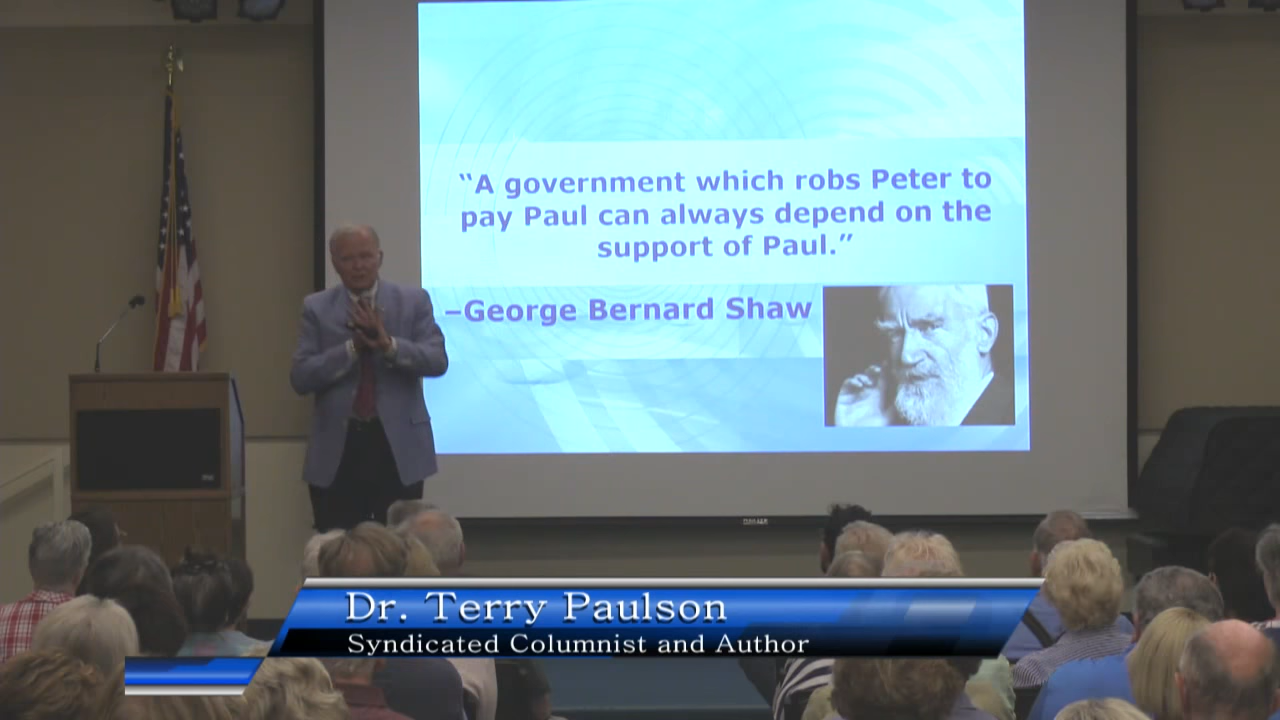 “A government which robs Peter to
pay Paul can always depend on the
support of Paul.”
–George Bernard Shaw
Dr. Terry Paulson
Syndicated Columnist and Author